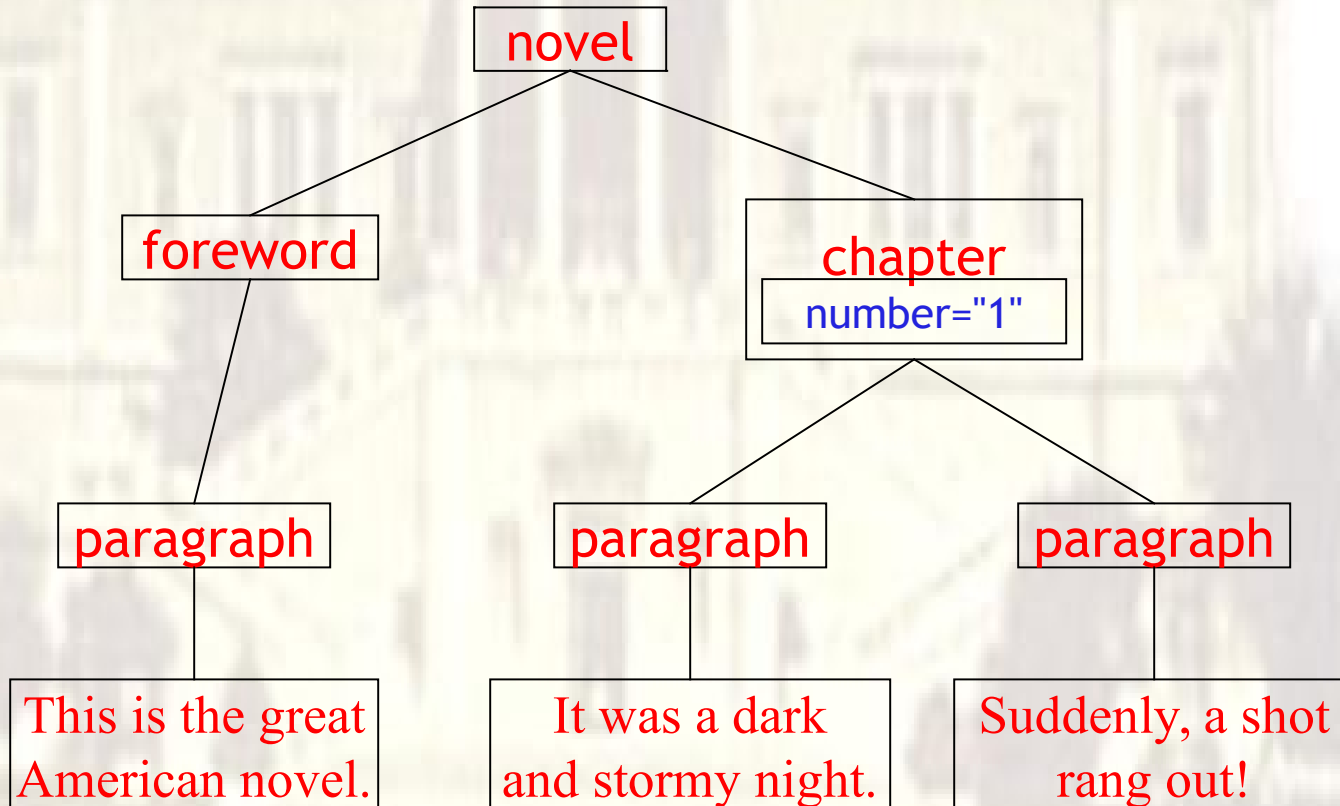 novel
foreword
chapter
number="1"
paragraph
paragraph
paragraph
This is the great
American novel.
It was a dark
and stormy night.
Suddenly, a shot
rang out!